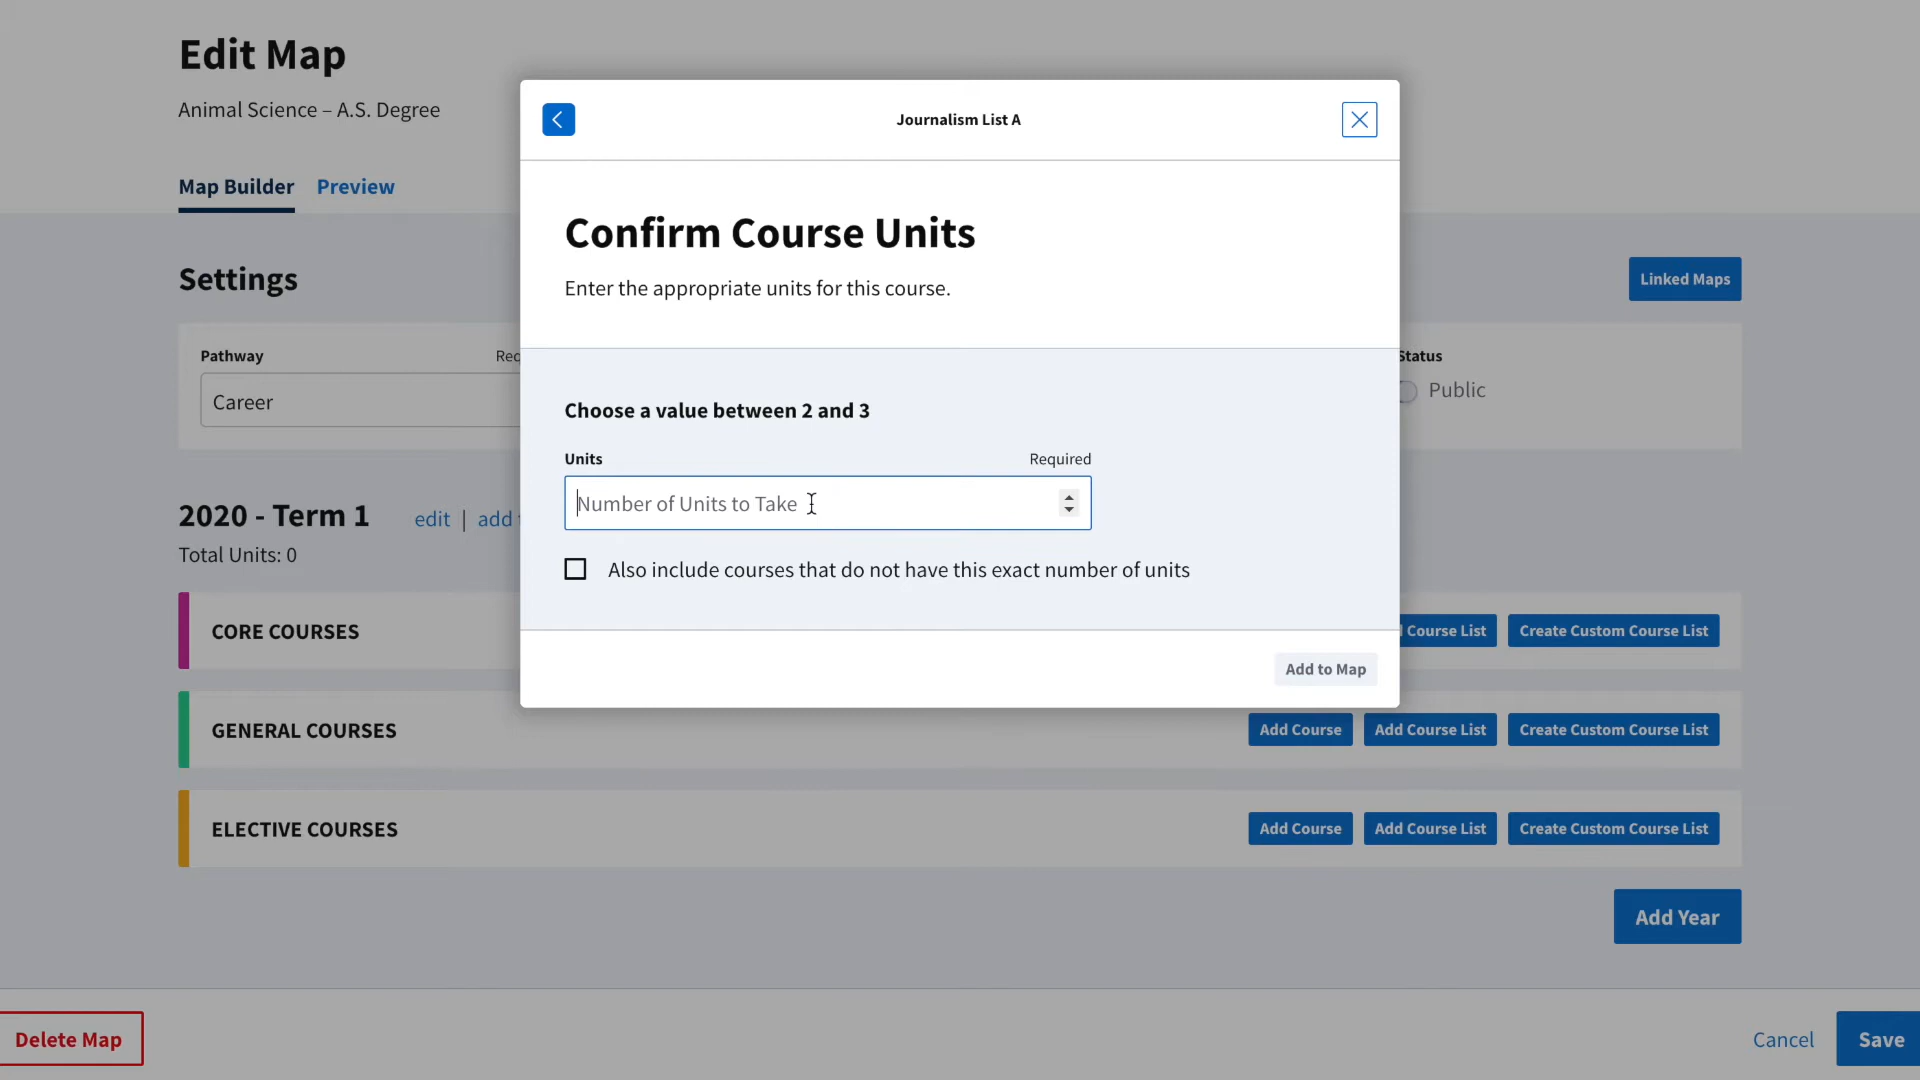 Edit Map
Animal Science – A.S. Degree
Map Builder Preview
Journalism List A
Confirm Course Units
Enter the appropriate units for this course.
Settings
Linked Maps
Pathway
Status
Career
Public
Choose a value between 2 and 3
Units Required
Number of Units to Take
Also include courses that do not have this exact number of units
Add to Map
2020 - Term 1 edit | add
Total Units: 0
CORE COURSES
Course List Create Custom Course List
GENERAL COURSES
Add Course Add Course List Create Custom Course List
ELECTIVE COURSES
Add Course Add Course List Create Custom Course List
Add Year
Delete Map
Cancel Save